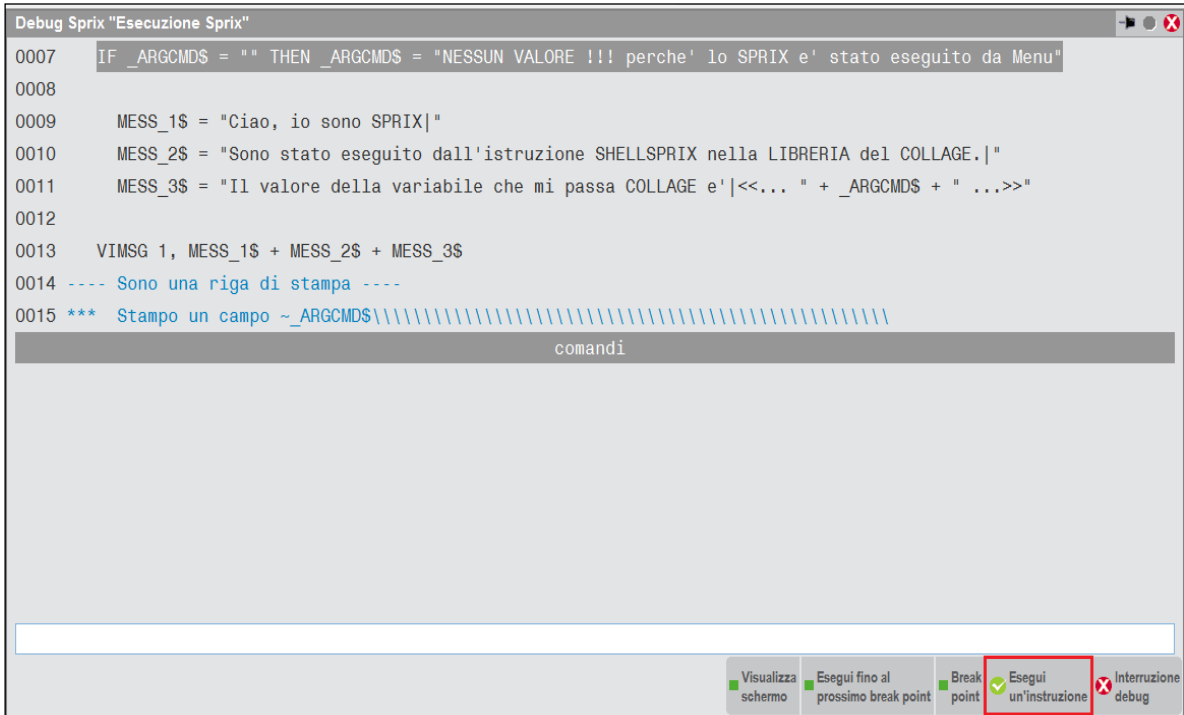 Debug Sprix "Esecuzione Sprix"
0007 IF _ARGCMD$ = "" THEN _ARGCMD$ = "NESSUN VALORE !!! perche' lo SPRIX e' stato eseguito da Menu"
0008
0009 MESS_1$ = "Ciao, io sono SPRIX|"
0010 MESS_2$ = "Sono stato eseguito dall'istruzione SHELLSPRIX nella LIBRERIA del COLLAGE.|"
0011 MESS_3$ = "Il valore della variabile che mi passa COLLAGE e'|<<... " + _ARGCMD$ + " ...>>"
0012
0013 VIMSG 1, MESS_1$ + MESS_2$ + MESS_3$
0014 ---- Sono una riga di stampa ----
0015 *** Stampo un campo ~_ARGCMD$\\\\\\\\\\\\\\\\\\\\\\\\\\\\\\\\\\\\\\\\\\\\\\\\\\\
comandi
Visualizza schermo
Esegui fino al prossimo break point
Break point
Esegui un'instruzione
Interruzione debug